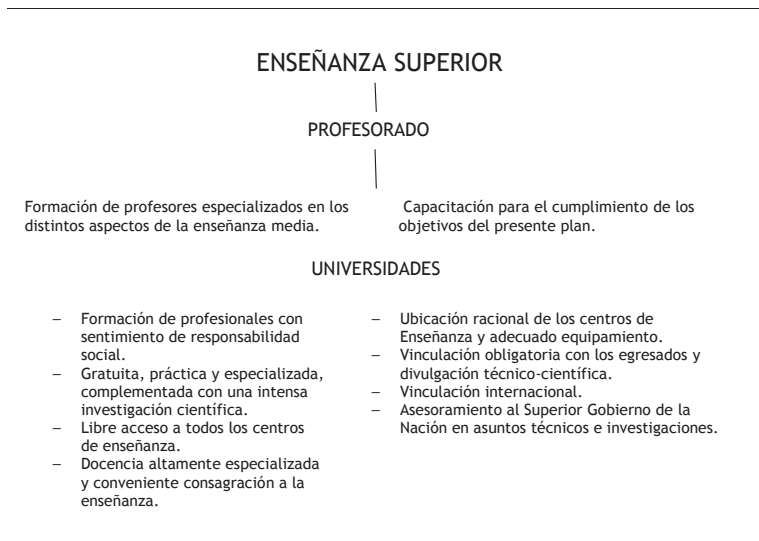 ENSEÑANZA SUPERIOR
PROFESORADO
Formación de profesores especializados en los
distintos aspectos de la enseñanza media.
Capacitación para el cumplimiento de los
objetivos del presente plan.
UNIVERSIDADES
– Formación de profesionales con
sentimiento de responsabilidad
social.
– Gratuita, práctica y especializada,
complementada con una intensa
investigación científica.
– Libre acceso a todos los centros
de enseñanza.
– Docencia altamente especializada
y conveniente consagración a la
enseñanza.
– Ubicación racional de los centros de
Enseñanza y adecuado equipamiento.
– Vinculación obligatoria con los egresados y
divulgación técnico-científica.
– Vinculación internacional.
– Asesoramiento al Superior Gobierno de la
Nación en asuntos técnicos e investigaciones.